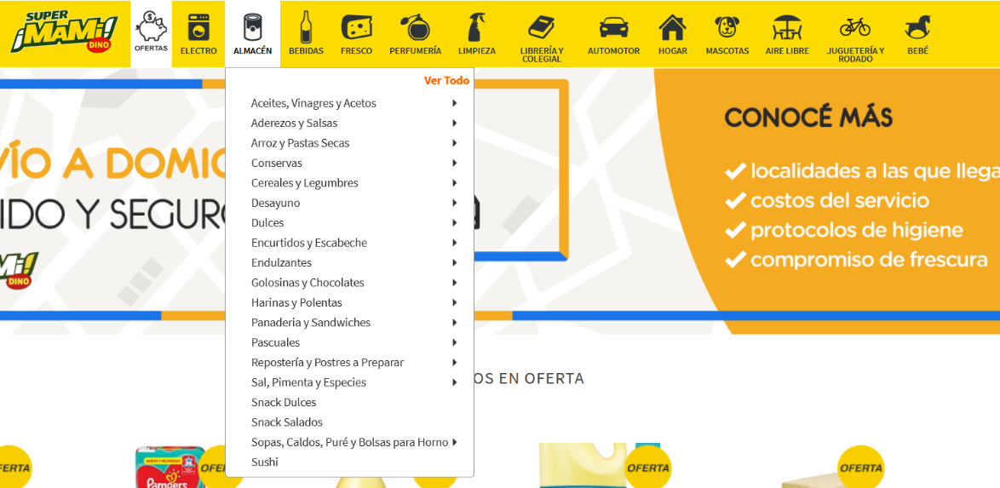 SUPER
¡MAMi!
DINO
OFERTAS
ELECTRO
ALMACÉN
BEBIDAS
FRESCO
PERFUMERÍA
LIMPIEZA
LIBRERÍA Y
COLEGIAL
AUTOMOTOR
HOGAR
MASCOTAS
AIRE LIBRE
JUGUETERÍA Y
RODADO
BEBÉ
Ver Todo
Aceites, Vinagres y Acetos
Aderezos y Salsas
Arroz y Pastas Secas
Conservas
Cereales y Legumbres
Desayuno
Dulces
Encurtidos y Escabeche
Endulzantes
Golosinas y Chocolates
Harinas y Polentas
Panaderia y Sandwiches
Pascuales
Repostería y Postres a Preparar
Sal, Pimenta y Especies
Snack Dulces
Snack Salados
Sopas, Caldos, Puré y Bolsas para Horno
Sushi
VÍO A DOMIC
IDO Y SEGUR
Mi!
DINO
CONOCÉ MÁS
localidades a las que llega
costos del servicio
protocolos de higiene
compromiso de frescura
OS EN OFERTA
FERTA
NUEVO Y MEJORADO
Pampers
OFE
OFERTA
OFERTA